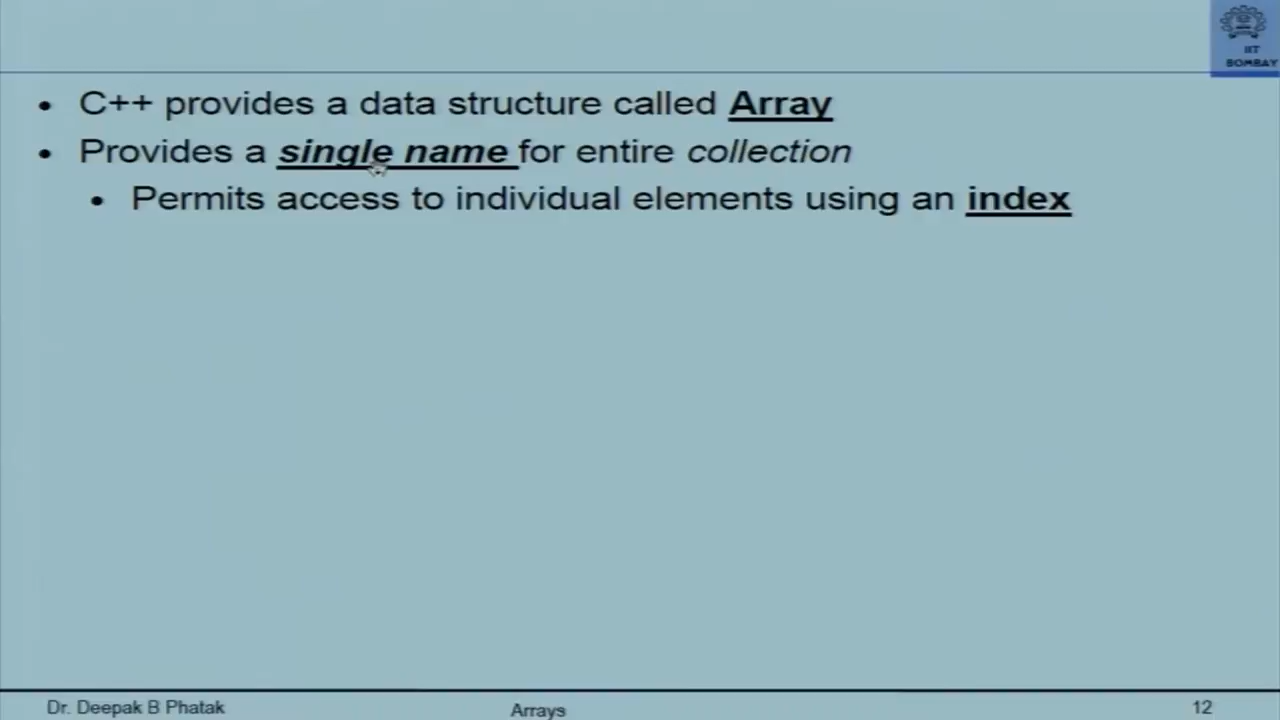 IIT
BOMBAY
• C++ provides a data structure called Array
• Provides a single name for entire collection
• Permits access to individual elements using an index
Dr. Deepak B Phatak Arrays 12